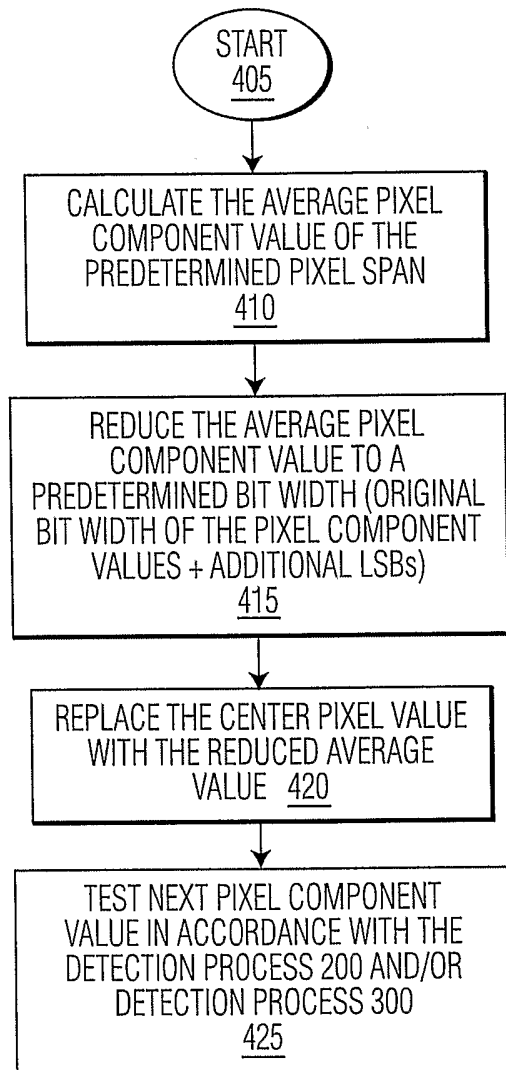 START
405
CALCULATE THE AVERAGE PIXEL
COMPONENT VALUE OF THE
PREDETERMINED PIXEL SPAN
410
REDUCE THE AVERAGE PIXEL
COMPONENT VALUE TO A
PREDETERMINED BIT WIDTH (ORIGINAL
BIT WIDTH OF THE PIXEL COMPONENT
VALUES + ADDITIONAL LSBs)
415
REPLACE THE CENTER PIXEL VALUE
WITH THE REDUCED AVERAGE
VALUE 420
TEST NEXT PIXEL COMPONENT
VALUE IN ACCORDANCE WITH THE
DETECTION PROCESS 200 AND/OR
DETECTION PROCESS 300
425